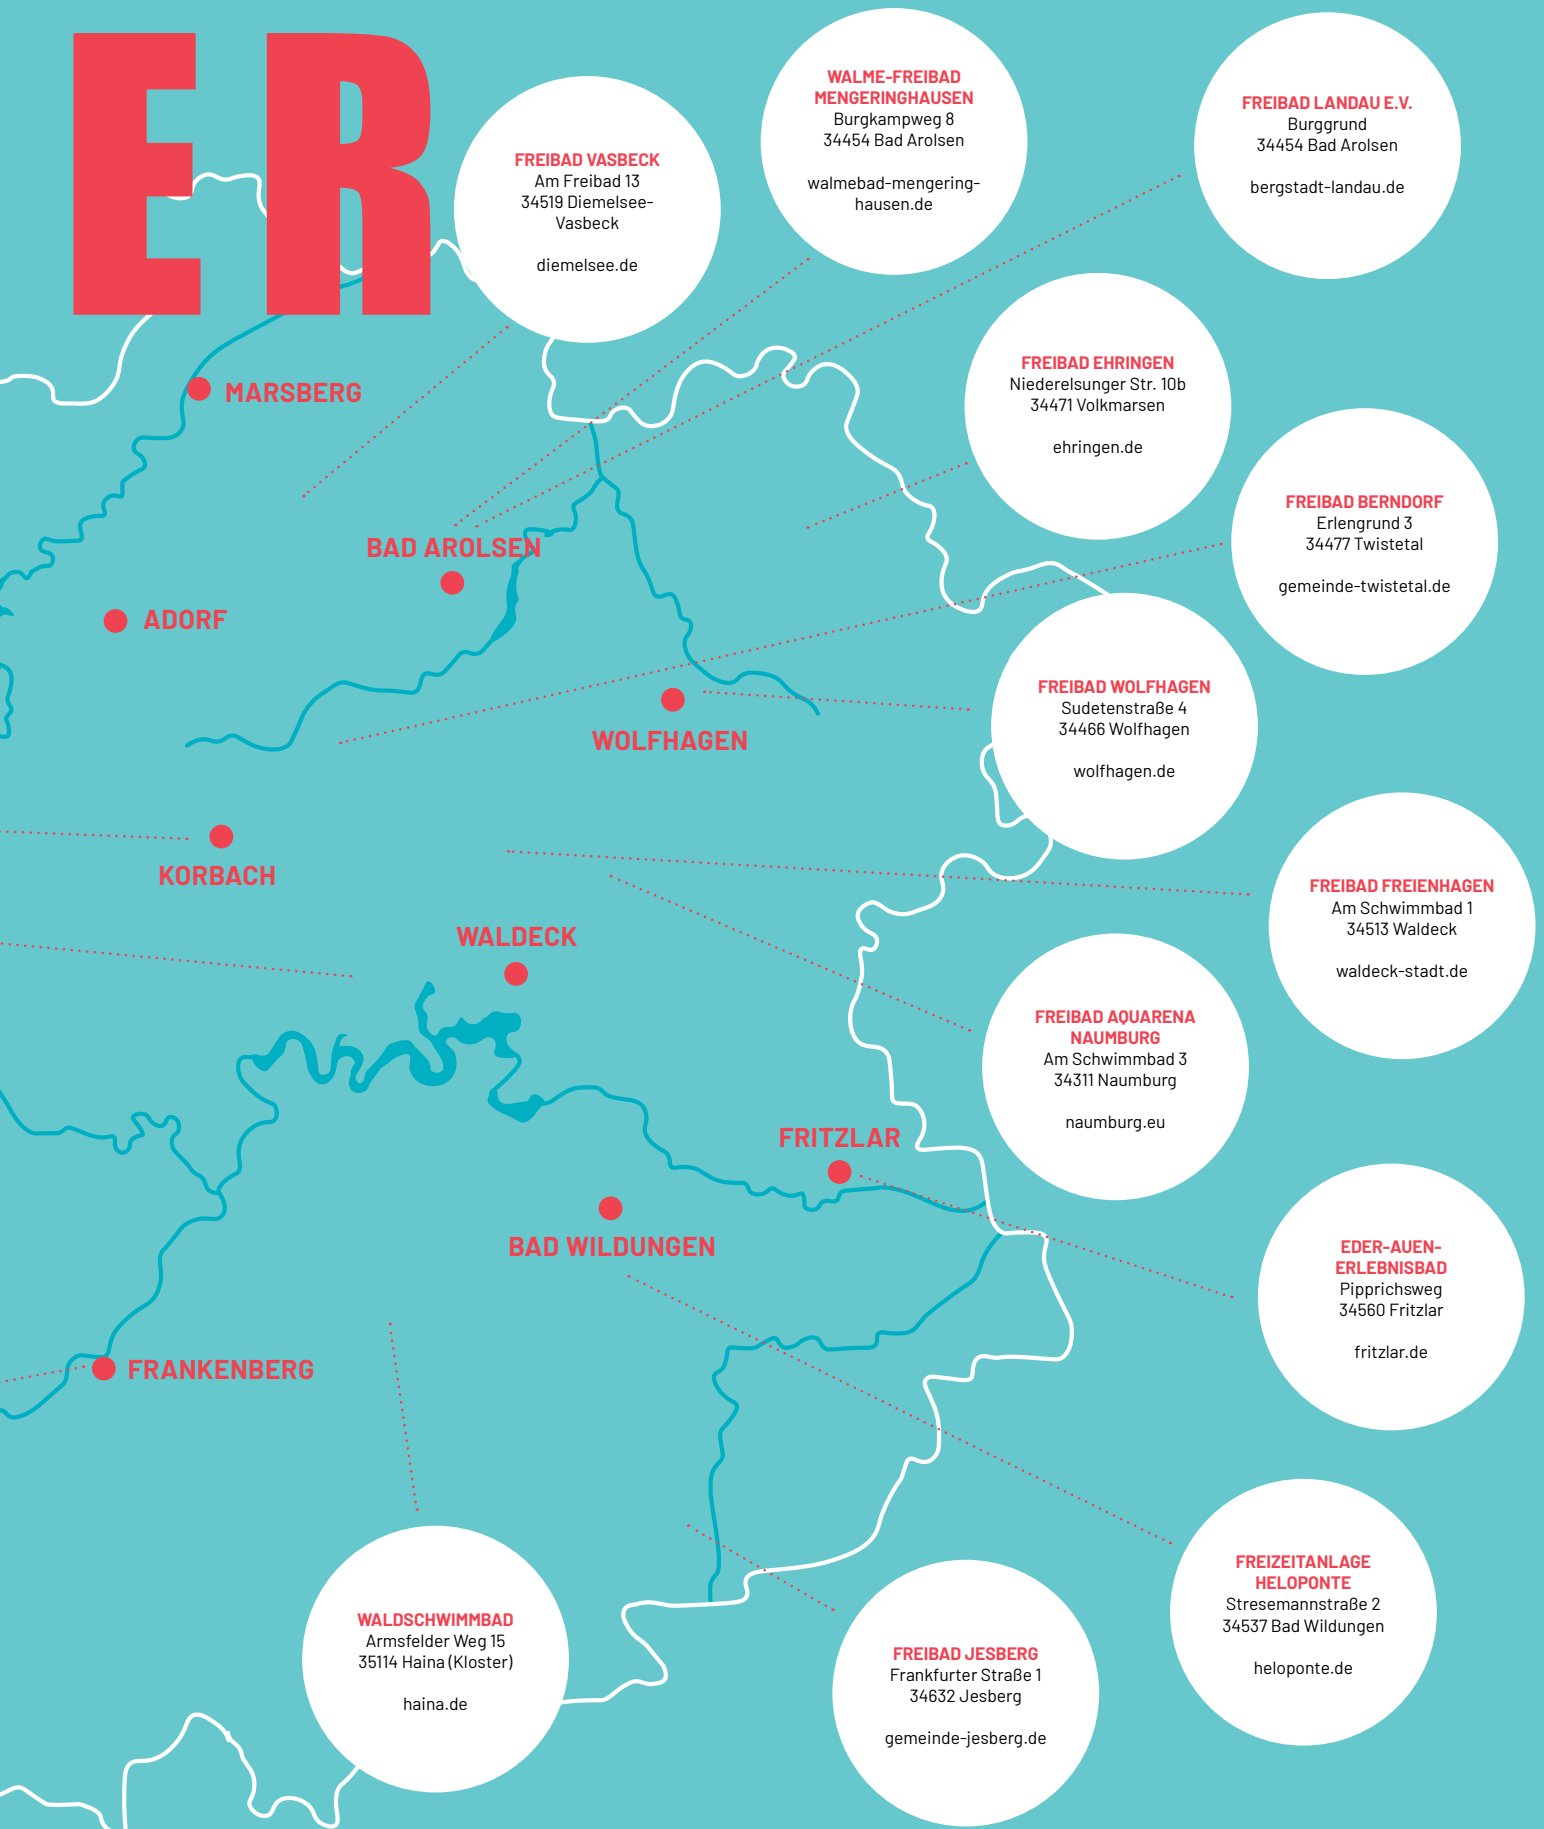 ER
FREIBAD VASBECK
Am Freibad 13
34519 Diemelsee-
Vasbeck
diemelsee.de
WALME-FREIBAD
MENGERINGHAUSEN
Burgkampweg 8
34454 Bad Arolsen
walmebad-mengering-
hausen.de
FREIBAD LANDAU E.V.
Burggrund
34454 Bad Arolsen
bergstadt-landau.de
FREIBAD EHRINGEN
Niederelsunger Str. 10b
34471 Volkmarsen
ehringen.de
MARSBERG
FREIBAD BERNDORF
Erlengrund 3
34477 Twistetal
gemeinde-twistetal.de
BAD AROLSEN
ADORF
FREIBAD WOLFHAGEN
Sudetenstraße 4
34466 Wolfhagen
wolfhagen.de
WOLFHAGEN
KORBACH
FREIBAD FREIENHAGEN
Am Schwimmbad 1
34513 Waldeck
waldeck-stadt.de
WALDECK
FREIBAD AQUARENA
NAUMBURG
Am Schwimmbad 3
34311 Naumburg
naumburg.eu
FRITZLAR
BAD WILDUNGEN
EDER-AUEN-
ERLEBNISBAD
Pipprichsweg
34560 Fritzlar
fritzlar.de
FRANKENBERG
FREIZEITANLAGE
HELOPONTE
Stresemannstraße 2
34537 Bad Wildungen
heloponte.de
WALDSCHWIMMBAD
Armsfelder Weg 15
35114 Haina (Kloster)
haina.de
FREIBAD JESBERG
Frankfurter Straße 1
34632 Jesberg
gemeinde-jesberg.de